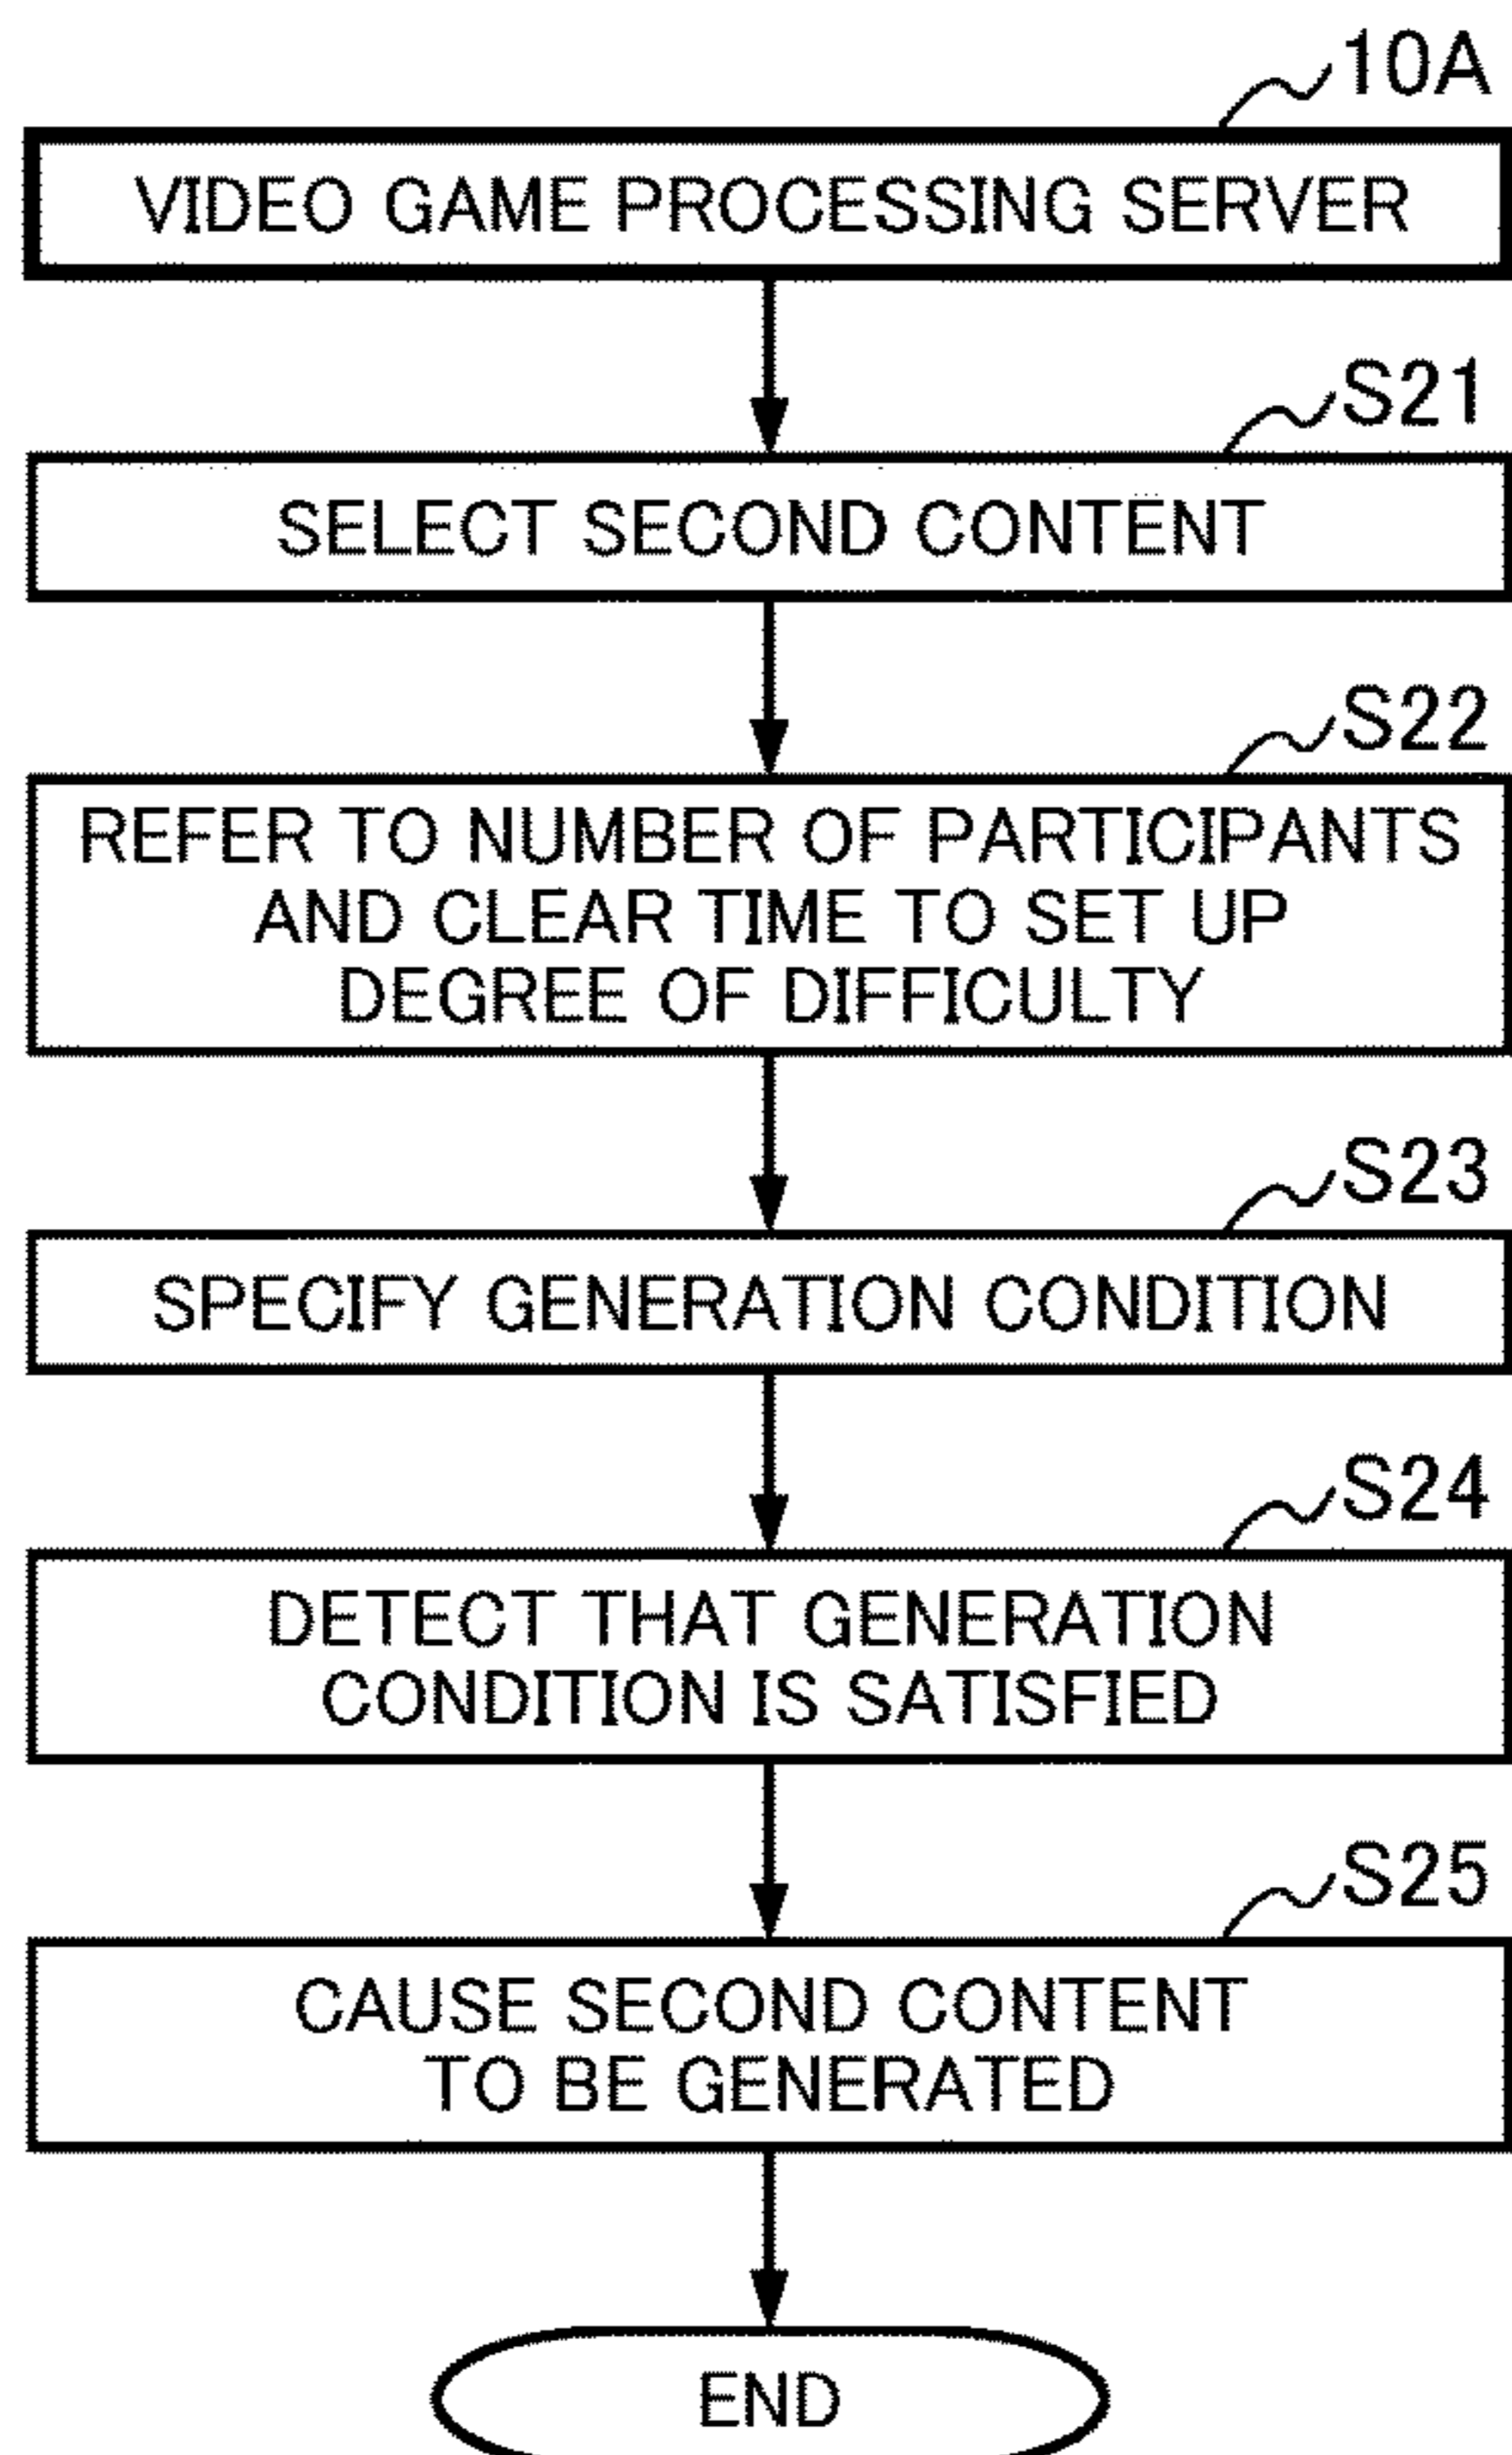 10A
VIDEO GAME PROCESSING SERVER
S21
SELECT SECOND CONTENT
S22
REFER TO NUMBER OF PARTICIPANTS
AND CLEAR TIME TO SET UP
DEGREE OF DIFFICULTY
S23
SPECIFY GENERATION CONDITION
S24
DETECT THAT GENERATION
CONDITION IS SATISFIED
S25
CAUSE SECOND CONTENT
TO BE GENERATED
END